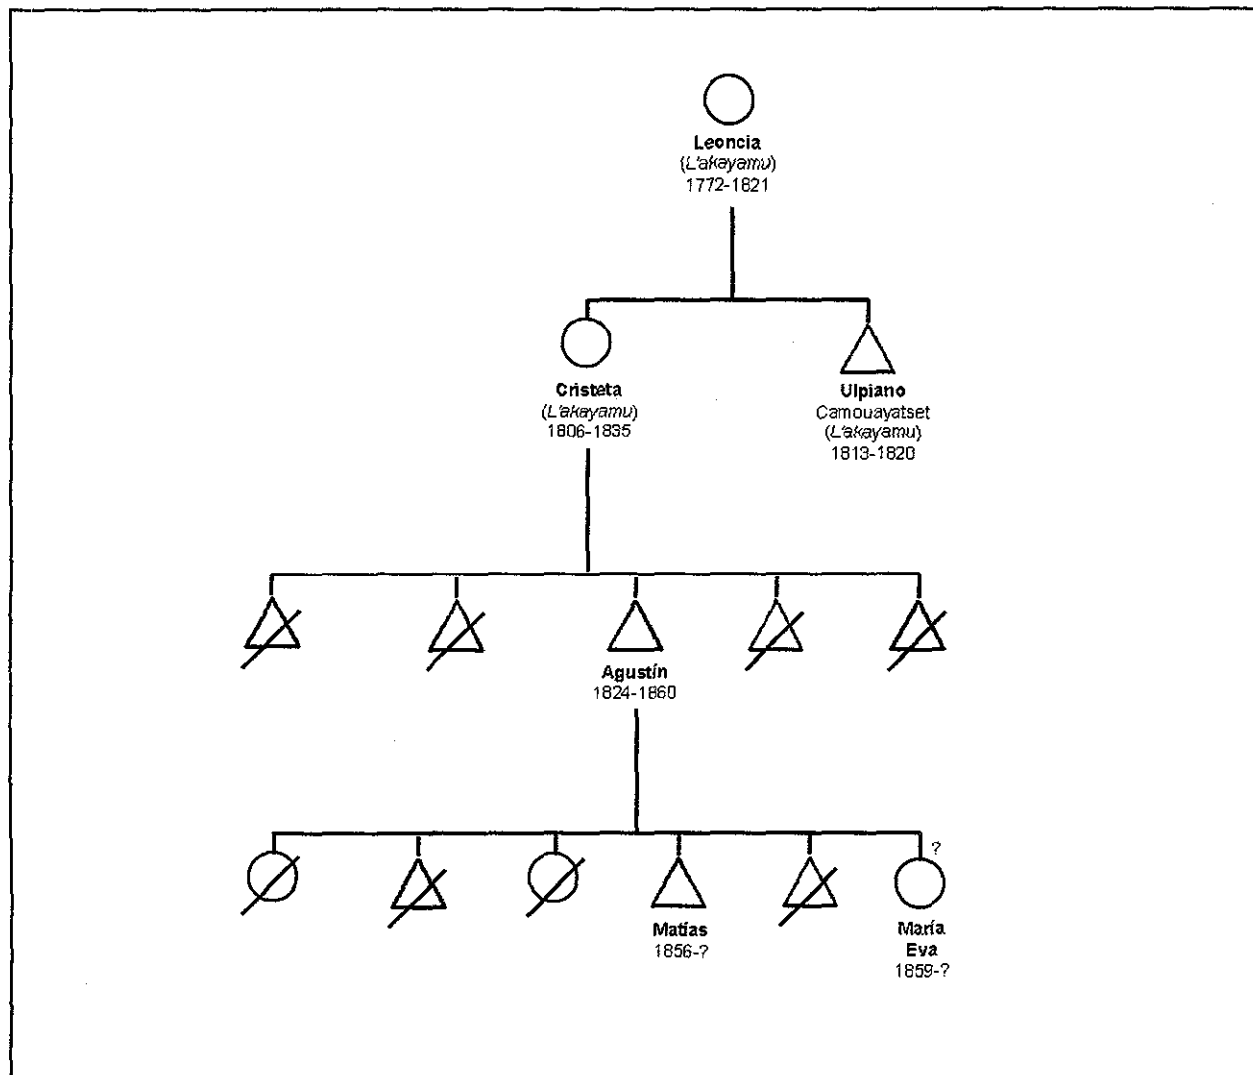 Leoncia
(L'akayamu)
1772-1821
Cristeta
(L'akayamu)
1806-1835
Ulpiano
Camouayatset
(L'akayamu)
1813-1820
Agustín
1824-1860
?
Matías
1856-?
María
Eva
1859-?